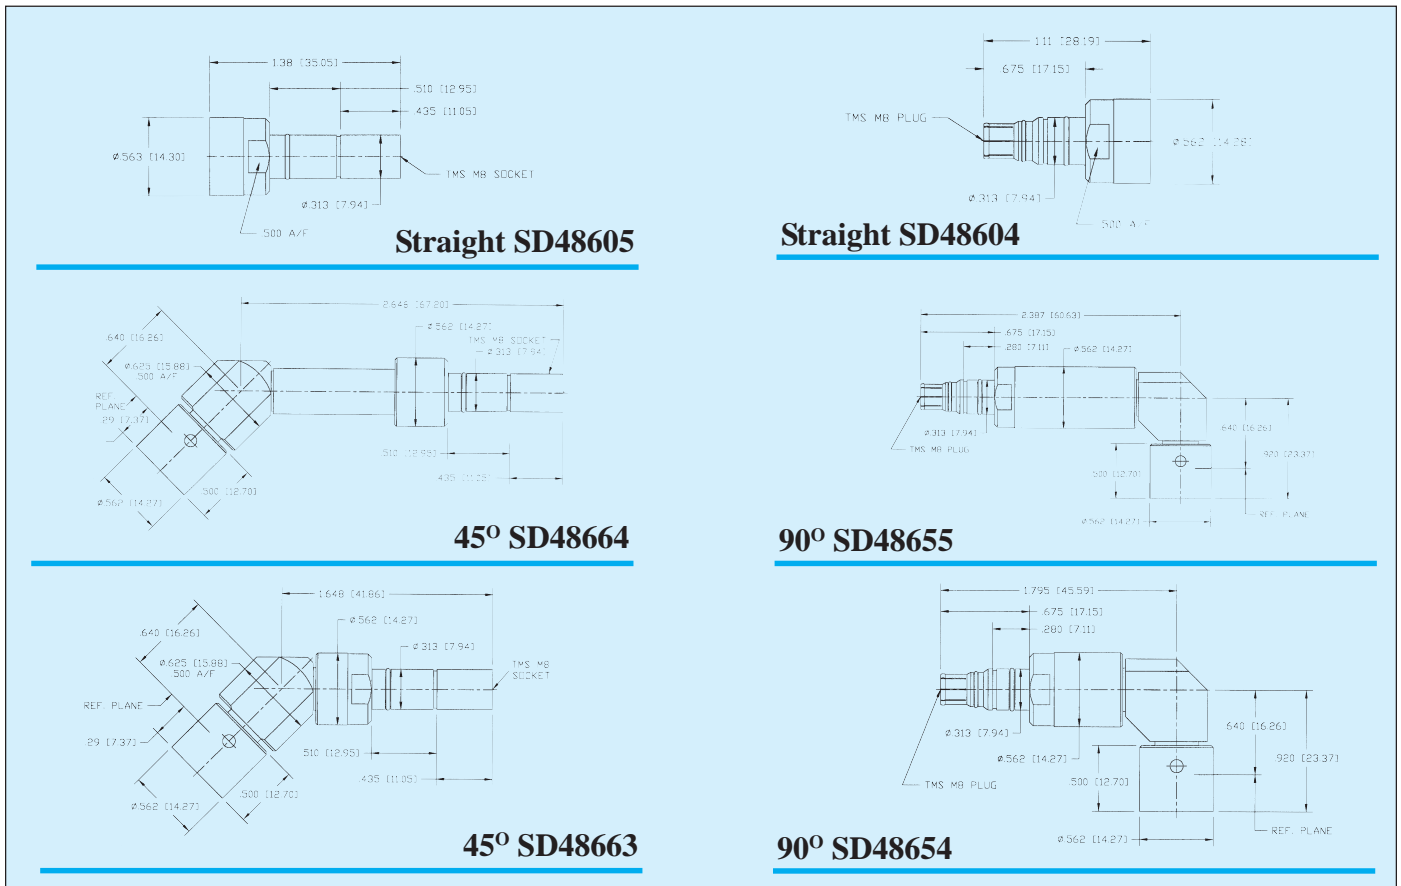 1.38 [35.05]
.510 [12.95]
.435 [11.05]
Ø.563 [14.30]
TMS M8 SOCKET
Ø.313 [7.94]
.500 A/F
Straight SD48605
1.11 [28.19]
.675 [17.15]
TMS M8 PLUG
Ø.562 [14.28]
Ø.313 [7.94]
.500 A F
Straight SD48604
2.646 [67.20]
Ø.562 [14.27]
TMS M8 SOCKET
Ø.313 [7.94]
.640 [16.26]
Ø.625 [15.88]
500 A/F
REF.
PLANE
.29 [7.37]
.510 [12.95]
.435 [11.05]
.500 [12.70]
Ø.562 [14.27]
45º SD48664
2.387 [60.63]
.675 [17.15]
.280 [7.11]
Ø.562 [14.27]
Ø.313 [7.94]
TMS M8 PLUG
.640 [16.26]
.920 [23.37]
.500 [12.70]
REF. PLANE
Ø.562 [14.27]
90º SD48655
1.648 [41.86]
Ø.562 [14.27]
Ø.313 [7.94]
.640 [16.26]
Ø.625 [15.88]
500 A/F
TMS M8
SOCKET
REF. PLANE
.29 [7.37]
.510 [12.95]
.435 [11.05]
.500 [12.70]
Ø.562 [14.27]
45º SD48663
1.795 [45.59]
.675 [17.15]
.280 [7.11]
Ø.313 [7.94]
Ø.562 [14.27]
TMS M8 PLUG
.640 [16.26]
.920 [23.37]
.500 [12.70]
REF. PLANE
Ø.562 [14.27]
90º SD48654